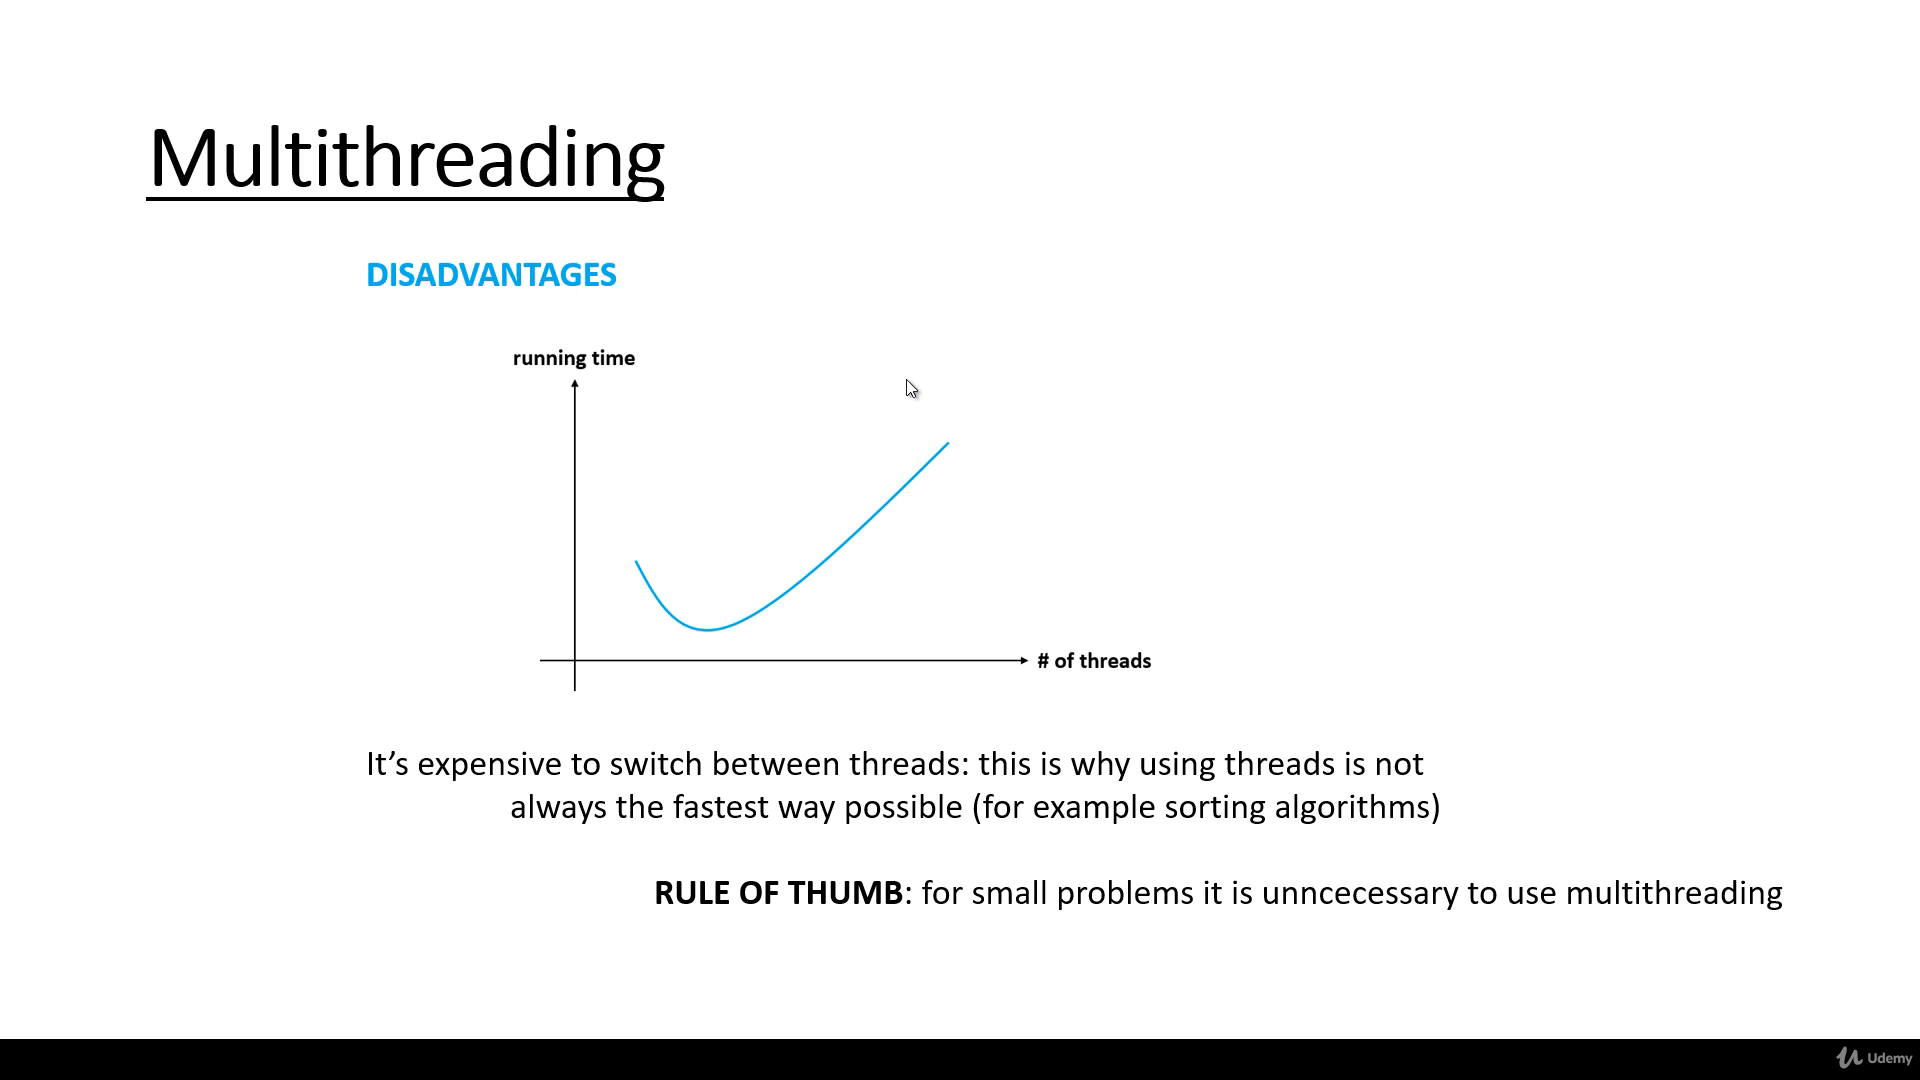 Multithreading
DISADVANTAGES
running time
# of threads
It’s expensive to switch between threads: this is why using threads is not
always the fastest way possible (for example sorting algorithms)
RULE OF THUMB: for small problems it is unncecessary to use multithreading
Udemy